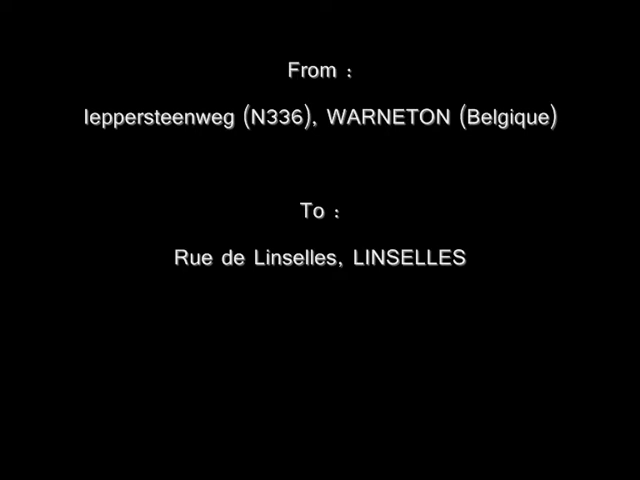 From :
Ieppersteenweg (N336), WARNETON (Belgique)
To :
Rue de Linselles, LINSELLES